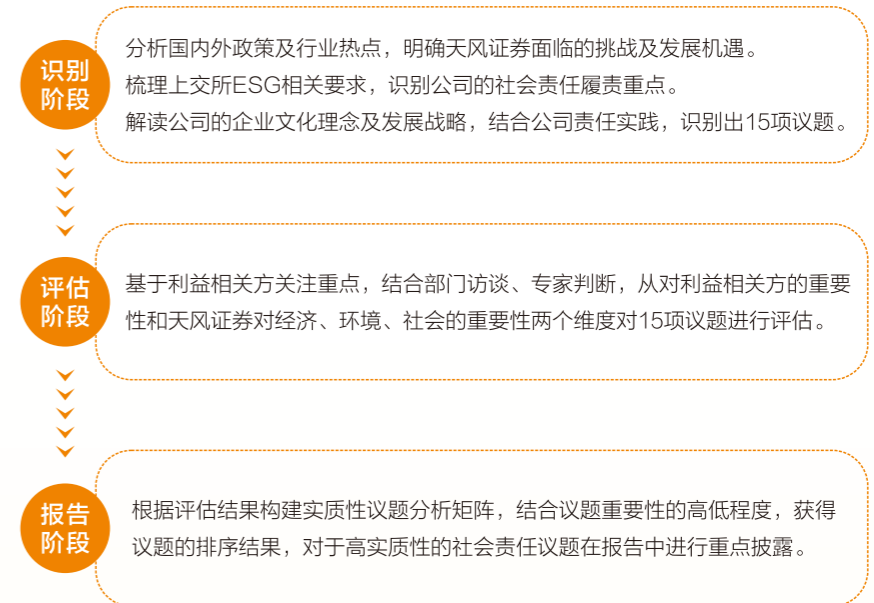 识别
阶段
分析国内外政策及行业热点，明确天风证券面临的挑战及发展机遇。
梳理上交所ESG相关要求，识别公司的社会责任履责重点。
解读公司的企业文化理念及发展战略，结合公司责任实践，识别出15项议题。
评估
阶段
基于利益相关方关注重点，结合部门访谈、专家判断，从对利益相关方的重要
性和天风证券对经济、环境、社会的重要性两个维度对15项议题进行评估。
报告
阶段
根据评估结果构建实质性议题分析矩阵，结合议题重要性的高低程度，获得
议题的排序结果，对于高实质性的社会责任议题在报告中进行重点披露。